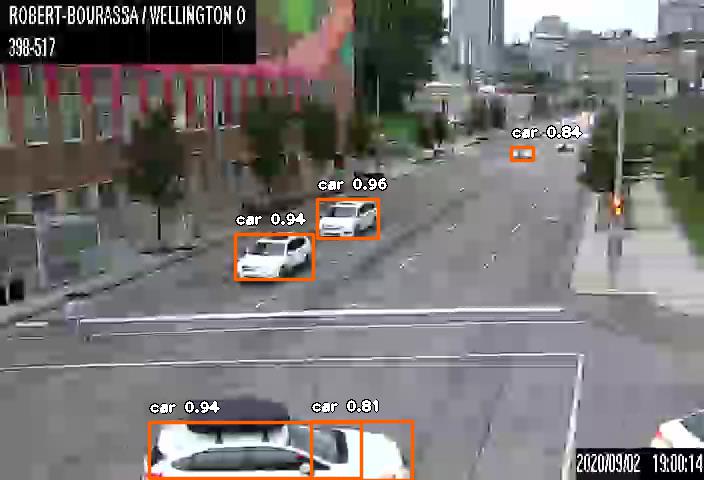 ROBERT-BOURASSA / WELLINGTON O
398-517
car 0.84
car 0.96
car 0.94
car 0.94
car 0.81
2020/09/02 19:00:14